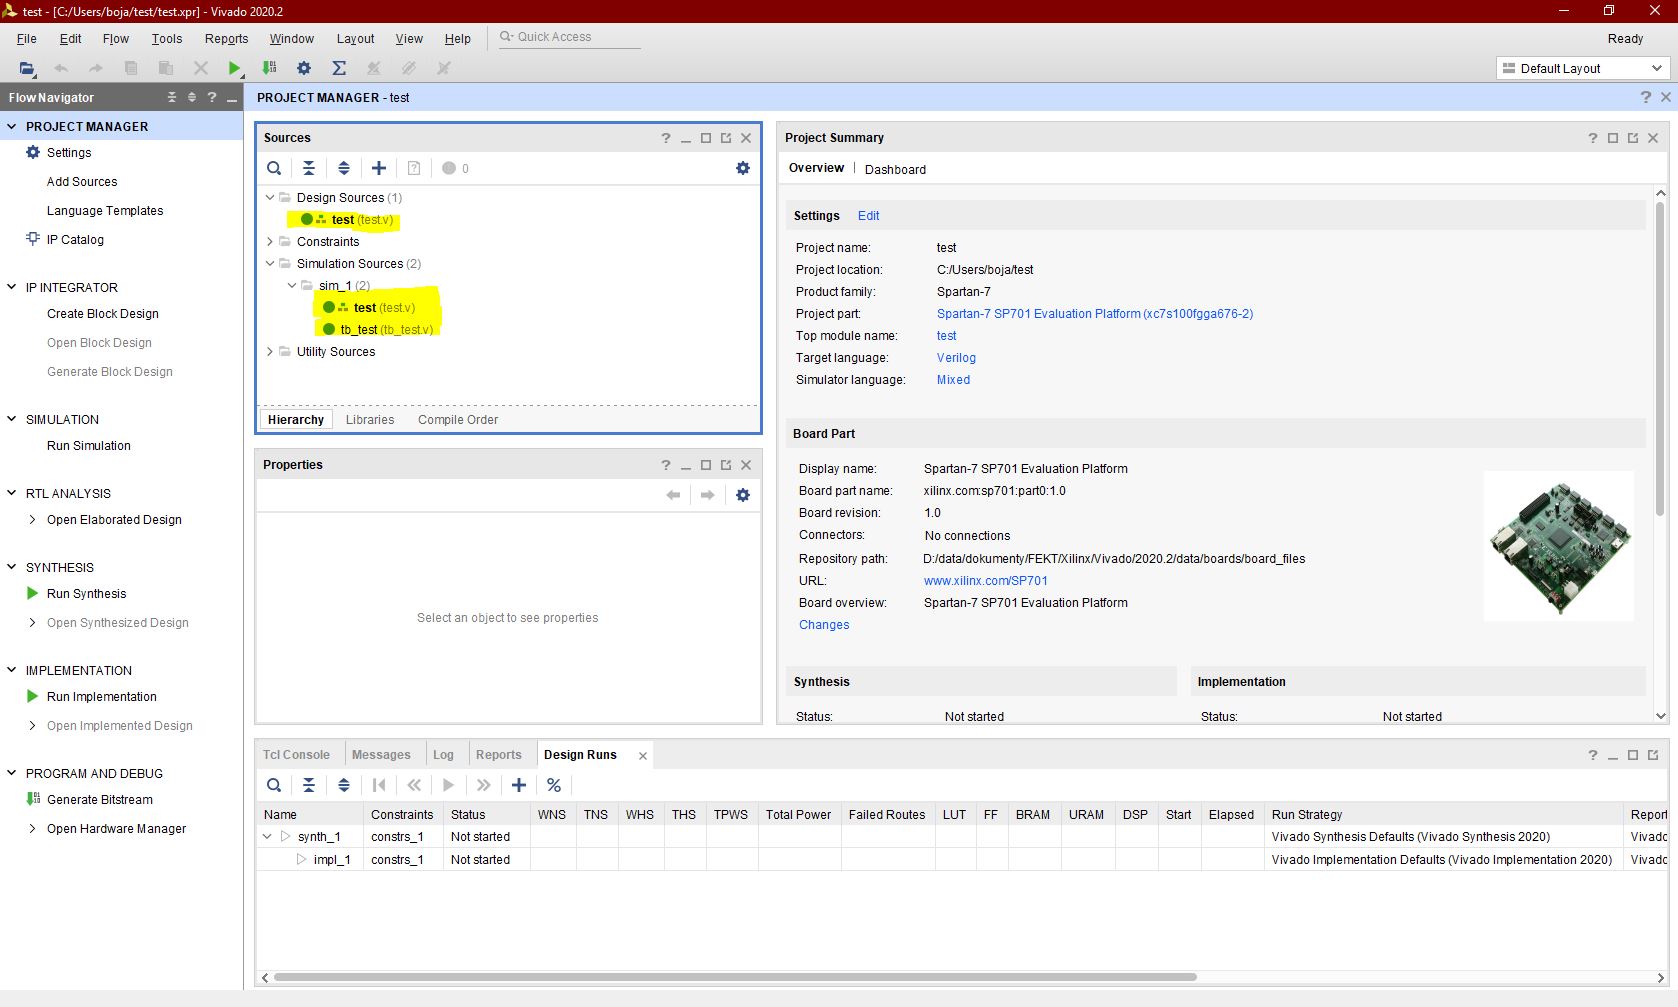 test - [C:/Users/boja/test/test.xpr] - Vivado 2020.2
File Edit Flow Tools Reports Window Layout View Help Quick Access Ready
Default Layout
Flow Navigator
PROJECT MANAGER
Settings
Add Sources
Language Templates
IP Catalog
IP INTEGRATOR
Create Block Design
Open Block Design
Generate Block Design
SIMULATION
Run Simulation
RTL ANALYSIS
Open Elaborated Design
SYNTHESIS
Run Synthesis
Open Synthesized Design
IMPLEMENTATION
Run Implementation
Open Implemented Design
PROGRAM AND DEBUG
Generate Bitstream
Open Hardware Manager
PROJECT MANAGER - test
Sources
0
Design Sources (1)
test (test.v)
Constraints
Simulation Sources (2)
sim_1 (2)
test (test.v)
tb_test (tb_test.v)
Utility Sources
Hierarchy Libraries Compile Order
Properties
Select an object to see properties
Project Summary
Overview | Dashboard
Settings Edit
Project name: test
Project location: C:/Users/boja/test
Product family: Spartan-7
Project part: Spartan-7 SP701 Evaluation Platform (xc7s100fgga676-2)
Top module name: test
Target language: Verilog
Simulator language: Mixed
Board Part
Display name: Spartan-7 SP701 Evaluation Platform
Board part name: xilinx.com:sp701:part0:1.0
Board revision: 1.0
Connectors: No connections
Repository path: D:/data/dokumenty/FEKT/Xilinx/Vivado/2020.2/data/boards/board_files
URL: www.xilinx.com/SP701
Board overview: Spartan-7 SP701 Evaluation Platform
Changes
Synthesis Implementation
Status: Not started Status: Not started
Tcl Console Messages Log Reports Design Runs
Name Constraints Status WNS TNS WHS THS TPWS Total Power Failed Routes LUT FF BRAM URAM DSP Start Elapsed Run Strategy Report
synth_1 constrs_1 Not started Vivado Synthesis Defaults (Vivado Synthesis 2020) Vivado
impl_1 constrs_1 Not started Vivado Implementation Defaults (Vivado Implementation 2020) Vivado